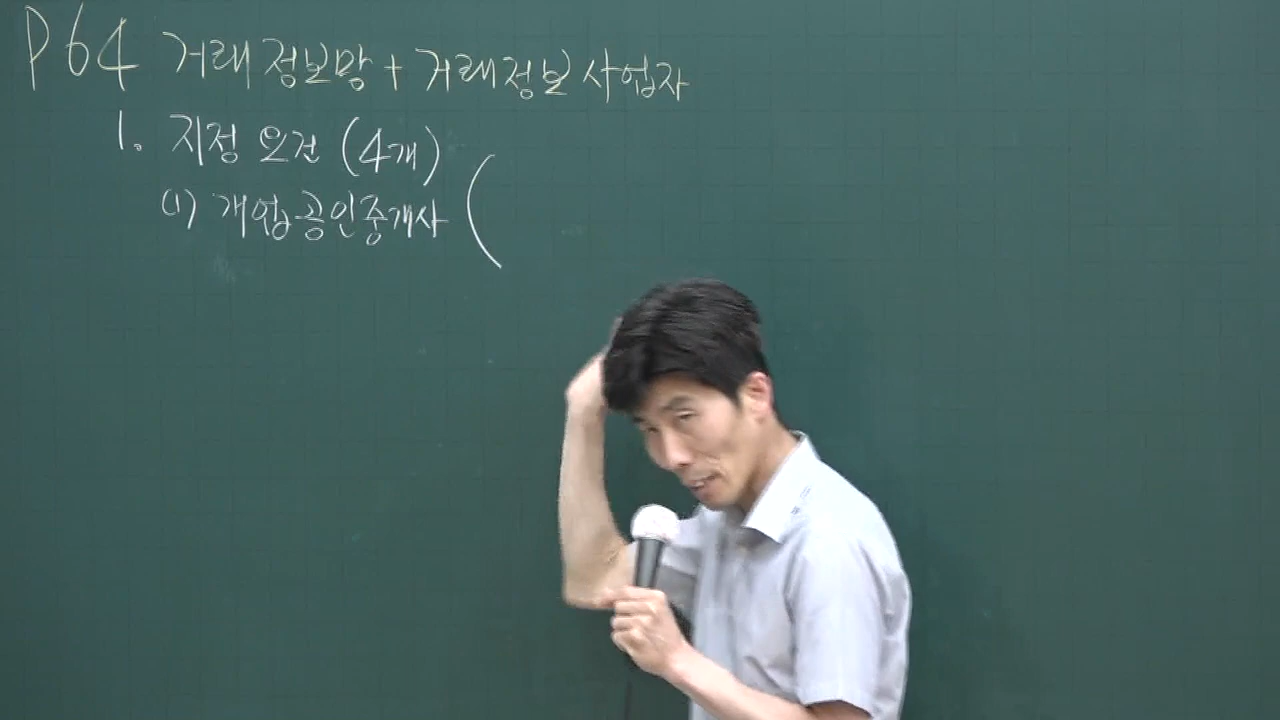 P64 거래정보망 + 거래정보사업자
1. 지정 요건 (4개)
(1) 개업공인중개사 (